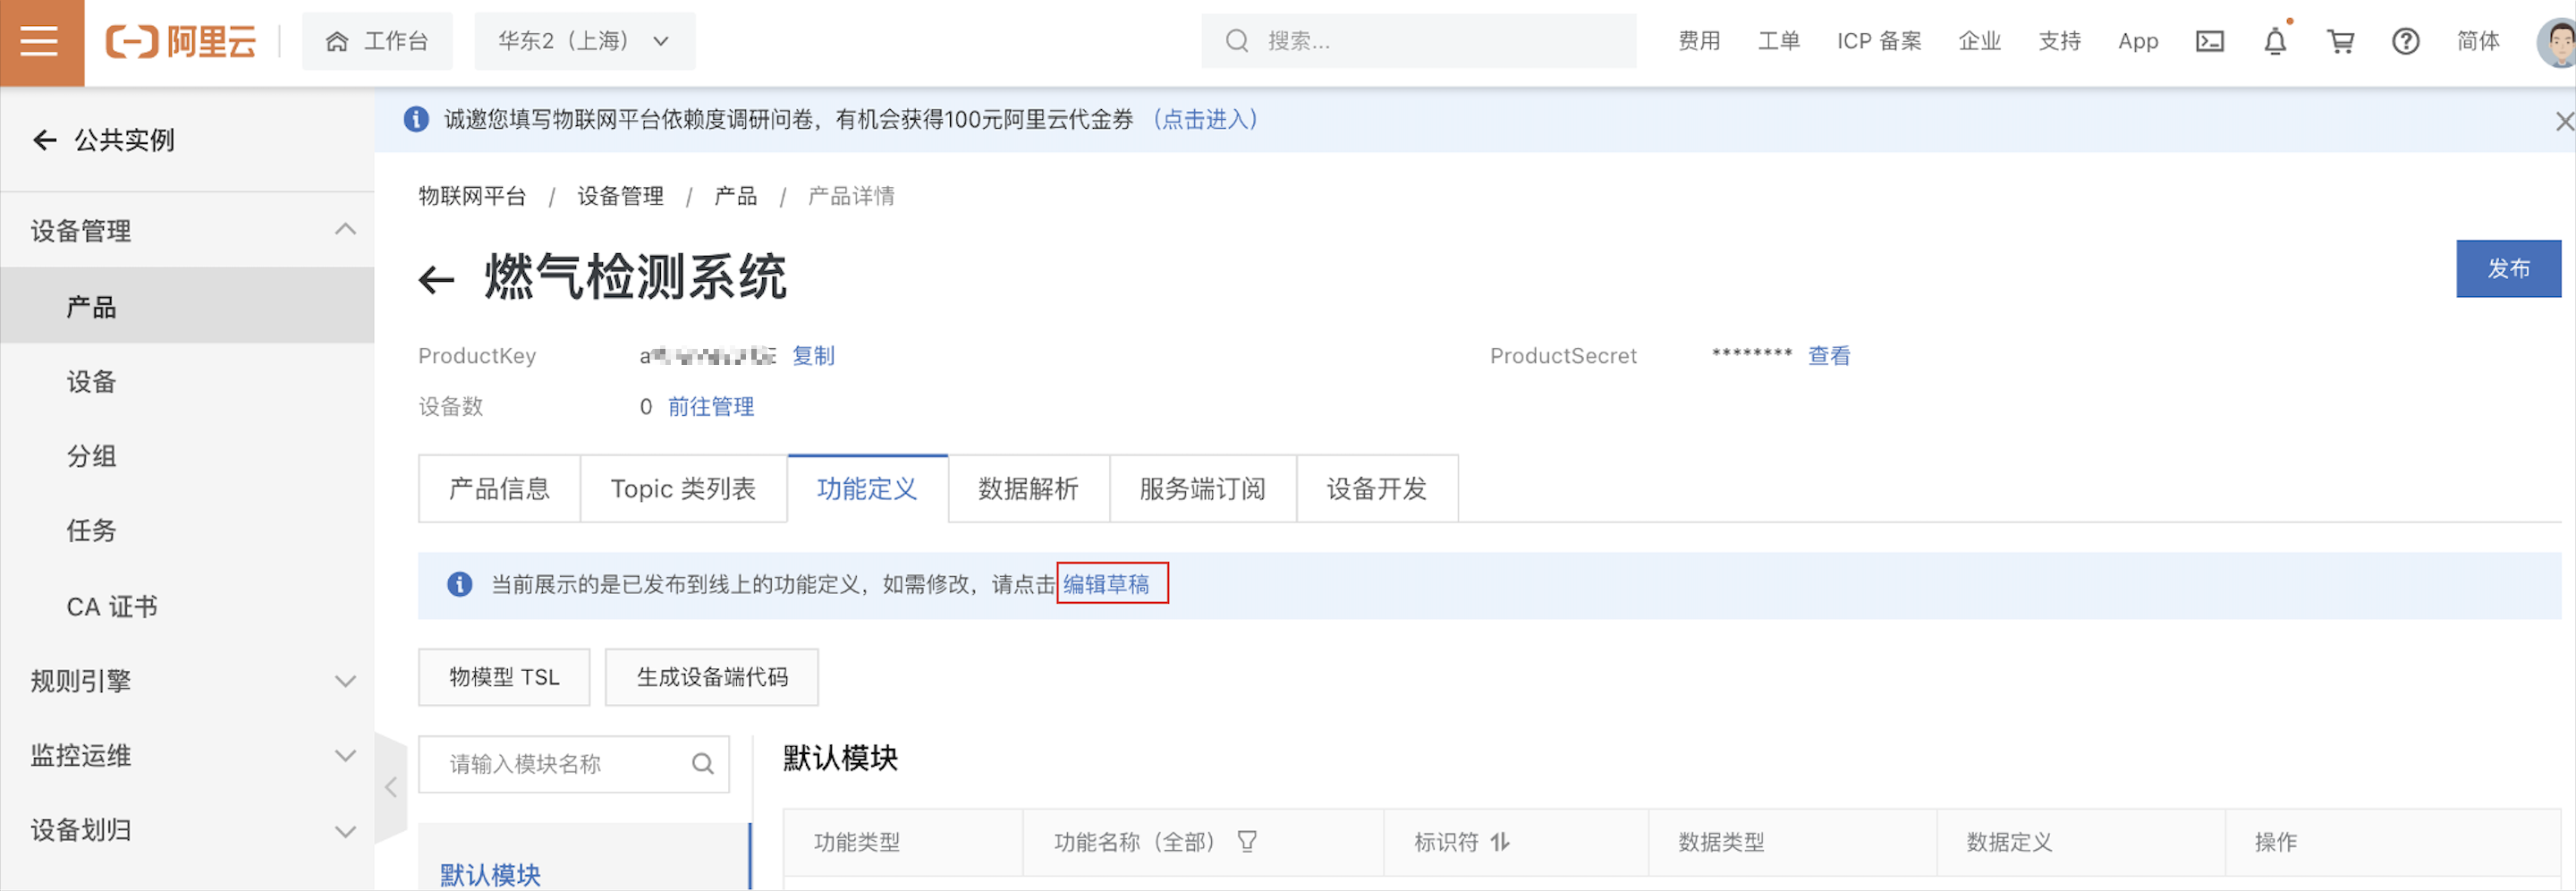 阿里云 工作台 华东2（上海） 搜索... 费用 工单 ICP 备案 企业 支持 App 简体
公共实例
诚邀您填写物联网平台依赖度调研问卷，有机会获得100元阿里云代金券 （点击进入）
物联网平台 / 设备管理 / 产品 / 产品详情
设备管理
燃气检测系统
发布
产品
ProductKey 复制 ProductSecret ******** 查看
设备
设备数 0 前往管理
分组
产品信息 Topic 类列表 功能定义 数据解析 服务端订阅 设备开发
任务
当前展示的是已发布到线上的功能定义，如需修改，请点击 编辑草稿
CA 证书
规则引擎
物模型 TSL 生成设备端代码
监控运维
请输入模块名称
默认模块
设备划归
功能类型 功能名称（全部） 标识符 数据类型 数据定义 操作
默认模块